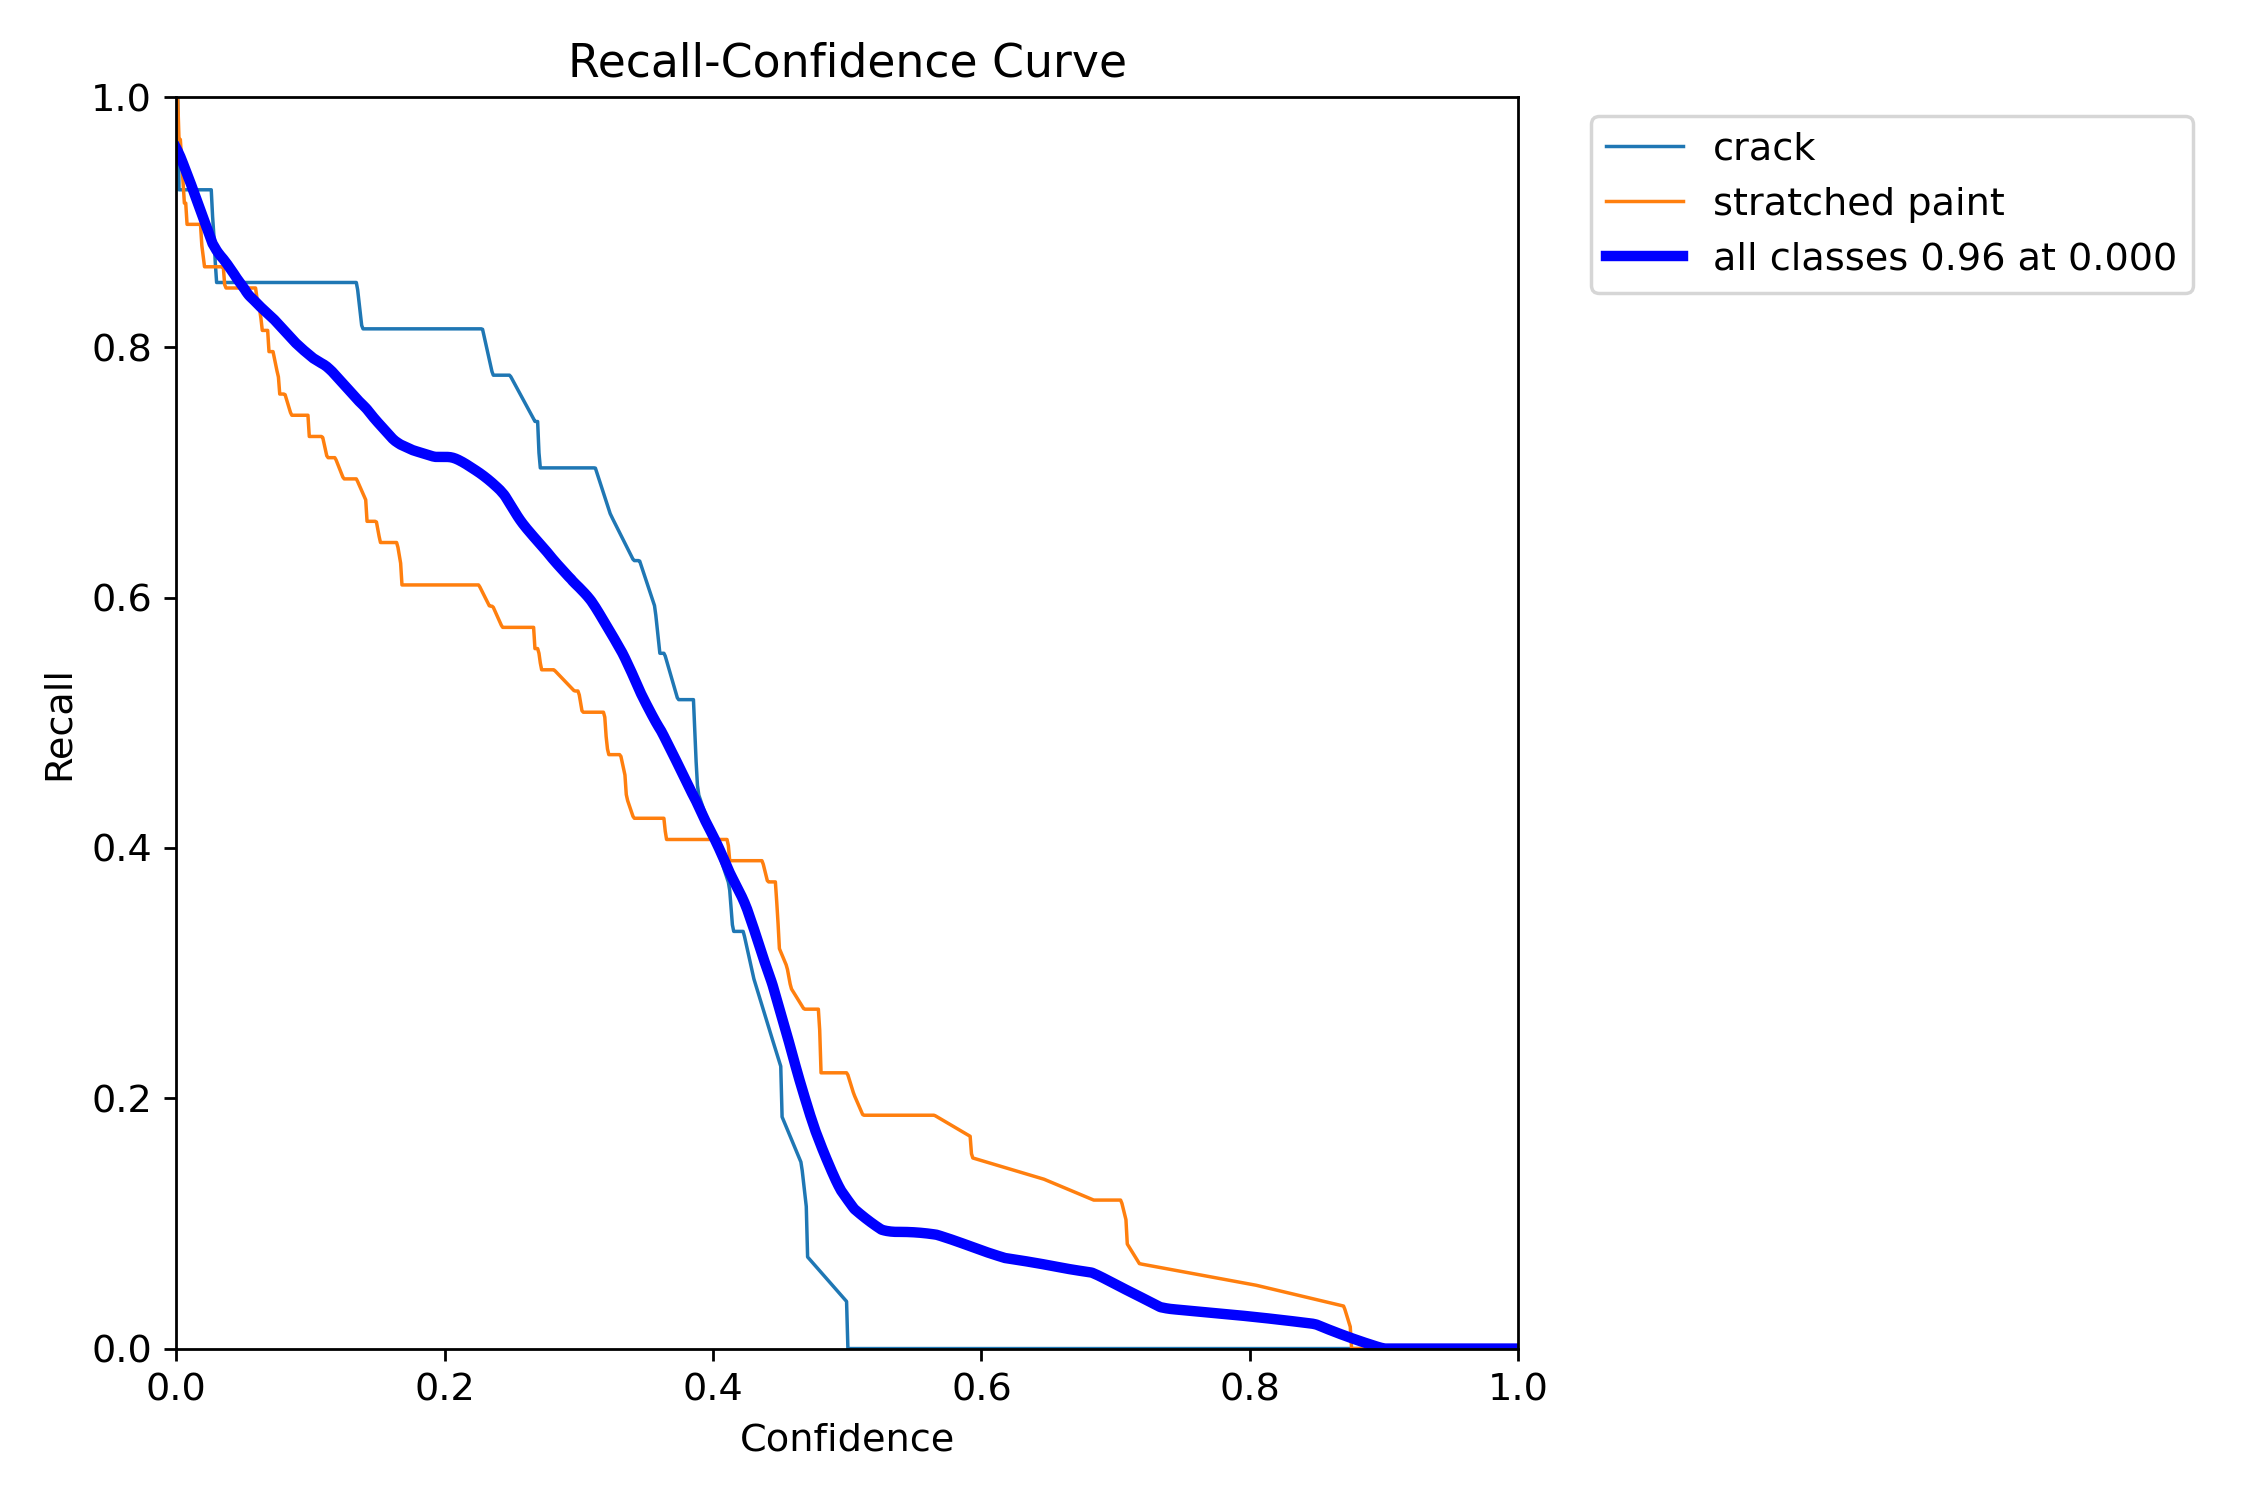 Recall-Confidence Curve
1.0
0.8
0.6
0.4
0.2
0.0
Recall
0.0 0.2 0.4 0.6 0.8 1.0
Confidence
crack
stratched paint
all classes 0.96 at 0.000